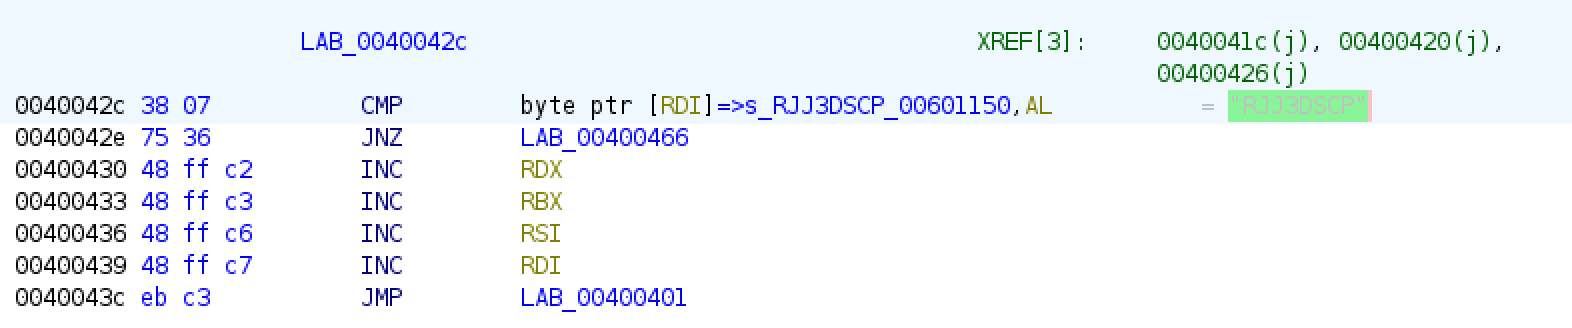 LAB_0040042c XREF[3]: 0040041c(j), 00400420(j),
00400426(j)
0040042c 38 07 CMP byte ptr [RDI]=>s_RJJ3DSCP_00601150,AL = "RJJ3DSCP"
0040042e 75 36 JNZ LAB_00400466
00400430 48 ff c2 INC RDX
00400433 48 ff c3 INC RBX
00400436 48 ff c6 INC RSI
00400439 48 ff c7 INC RDI
0040043c eb c3 JMP LAB_00400401